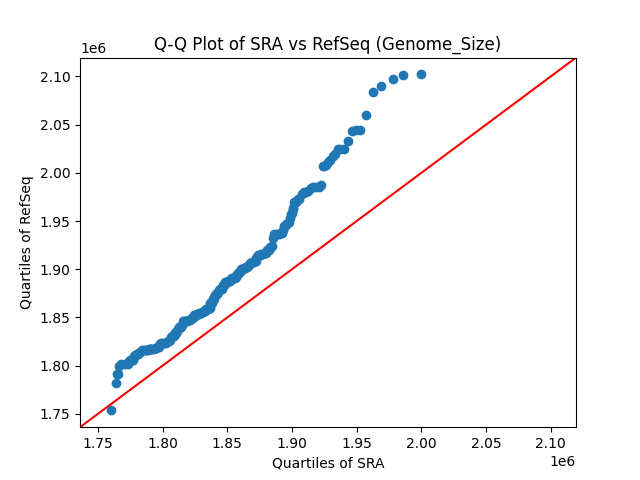 Q-Q Plot of SRA vs RefSeq (Genome_Size)
1e6
2.10
2.05
2.00
1.95
1.90
1.85
1.80
1.75
Quartiles of RefSeq
1.75 1.80 1.85 1.90 1.95 2.00 2.05 2.10
Quartiles of SRA
1e6